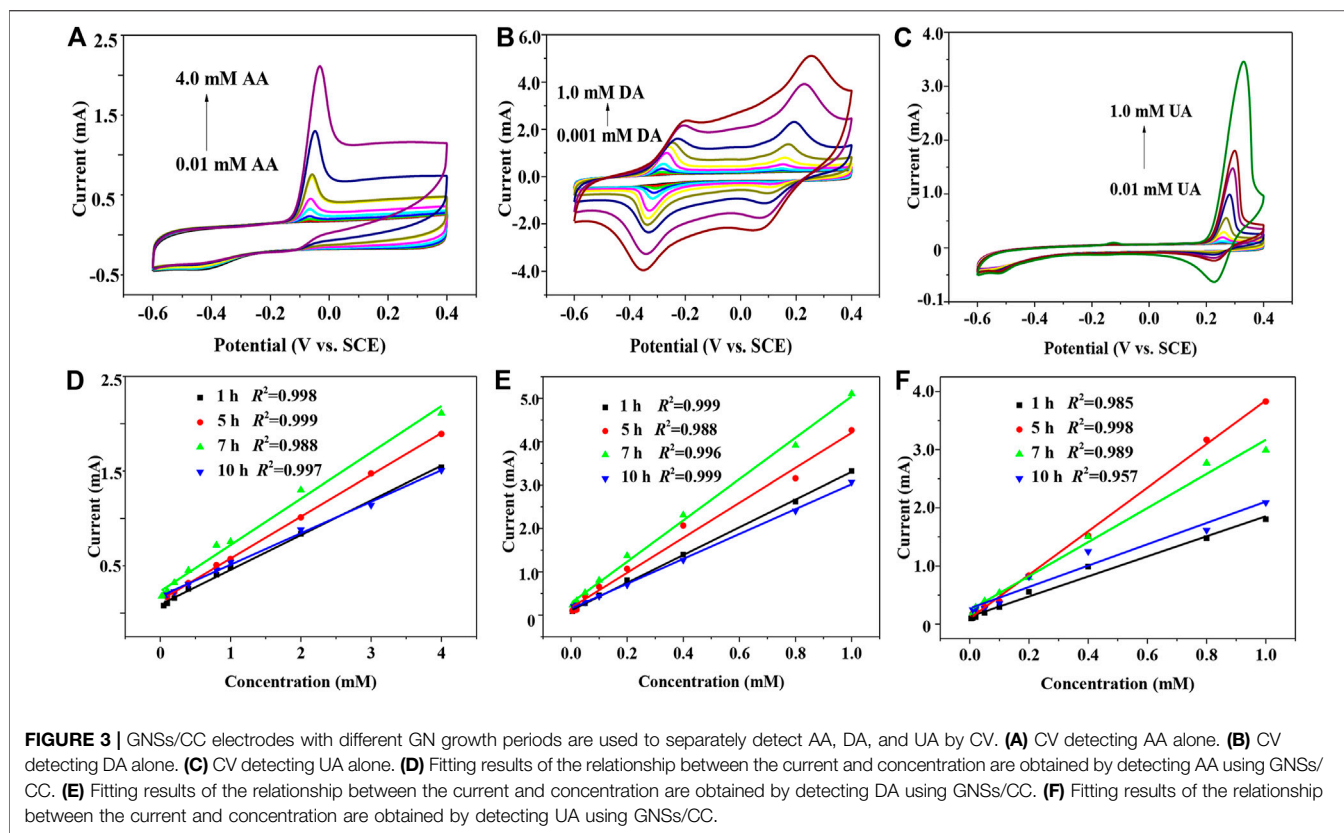 A
2.5
1.5
0.5
-0.5
Current (mA)
4.0 mM AA
0.01 mM AA
-0.6 -0.4 -0.2 0.0 0.2 0.4
Potential (V vs. SCE)
B
6.0
4.0
2.0
0.0
-2.0
-4.0
Current (mA)
1.0 mM DA
0.001 mM DA
-0.6 -0.4 -0.2 0.0 0.2 0.4
Potential (V vs. SCE)
C
4.0
3.0
2.0
1.0
0
-0.1
Current (mA)
1.0 mM UA
0.01 mM UA
-0.6 -0.4 -0.2 0.0 0.2 0.4
Potential (V vs. SCE)
D
2.5
1.5
0.5
Current (mA)
1 h R²=0.998
5 h R²=0.999
7 h R²=0.988
10 h R²=0.997
0 1 2 3 4
Concentration (mM)
E
5.0
4.0
3.0
2.0
1.0
0
Current (mA)
1 h R²=0.999
5 h R²=0.988
7 h R²=0.996
10 h R²=0.999
0.0 0.2 0.4 0.6 0.8 1.0
Concentration (mM)
F
4.0
3.0
2.0
1.0
0
Current (mA)
1 h R²=0.985
5 h R²=0.998
7 h R²=0.989
10 h R²=0.957
0.0 0.2 0.4 0.6 0.8 1.0
Concentration (mM)
FIGURE 3 | GNSs/CC electrodes with different GN growth periods are used to separately detect AA, DA, and UA by CV. (A) CV detecting AA alone. (B) CV
detecting DA alone. (C) CV detecting UA alone. (D) Fitting results of the relationship between the current and concentration are obtained by detecting AA using GNSs/
CC. (E) Fitting results of the relationship between the current and concentration are obtained by detecting DA using GNSs/CC. (F) Fitting results of the relationship
between the current and concentration are obtained by detecting UA using GNSs/CC.